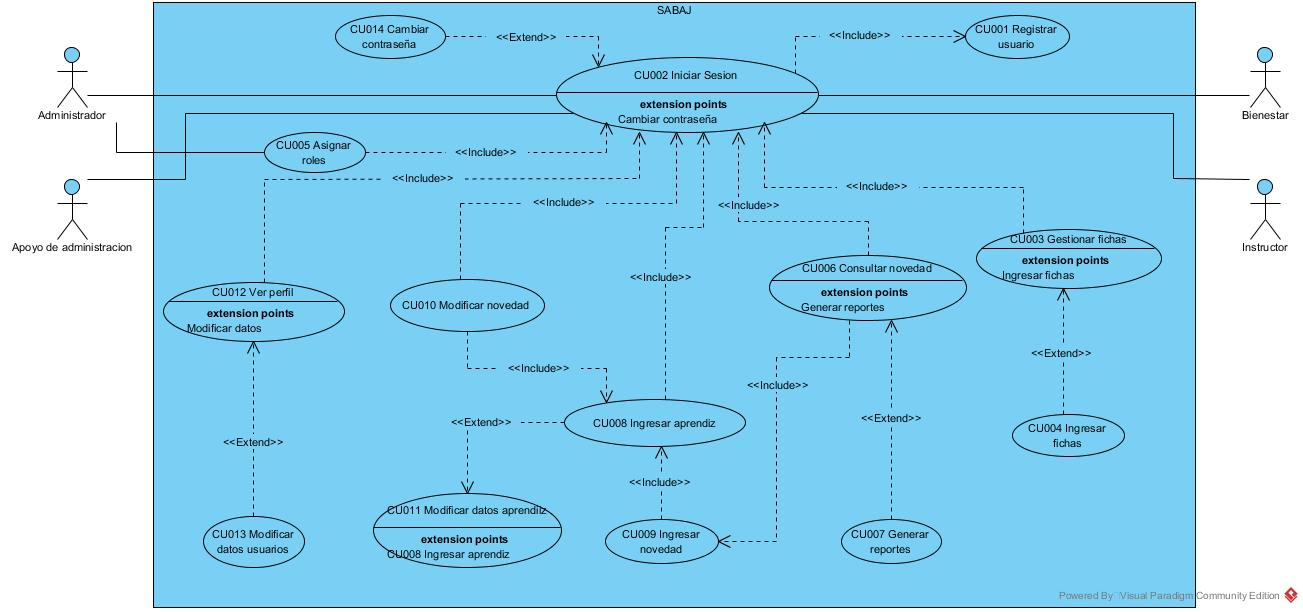 SABAJ
CU014 Cambiar
contraseña
<<Extend>>
<<Include>>
CU001 Registrar
usuario
CU002 Iniciar Sesion
extension points
Cambiar contraseña
Administrador
Bienestar
CU005 Asignar
roles
<<Include>>
<<Include>>
<<Include>>
<<Include>>
<<Include>>
Apoyo de administracion
Instructor
CU003 Gestionar fichas
extension points
Ingresar fichas
CU006 Consultar novedad
extension points
Generar reportes
<<Include>>
CU012 Ver perfil
extension points
Modificar datos
CU010 Modificar novedad
<<Extend>>
<<Include>>
<<Include>>
<<Extend>>
CU008 Ingresar aprendiz
<<Extend>>
CU004 Ingresar
fichas
<<Extend>>
<<Include>>
CU011 Modificar datos aprendiz
extension points
CU008 Ingresar aprendiz
CU013 Modificar
datos usuarios
CU009 Ingresar
novedad
CU007 Generar
reportes
Powered By Visual Paradigm Community Edition